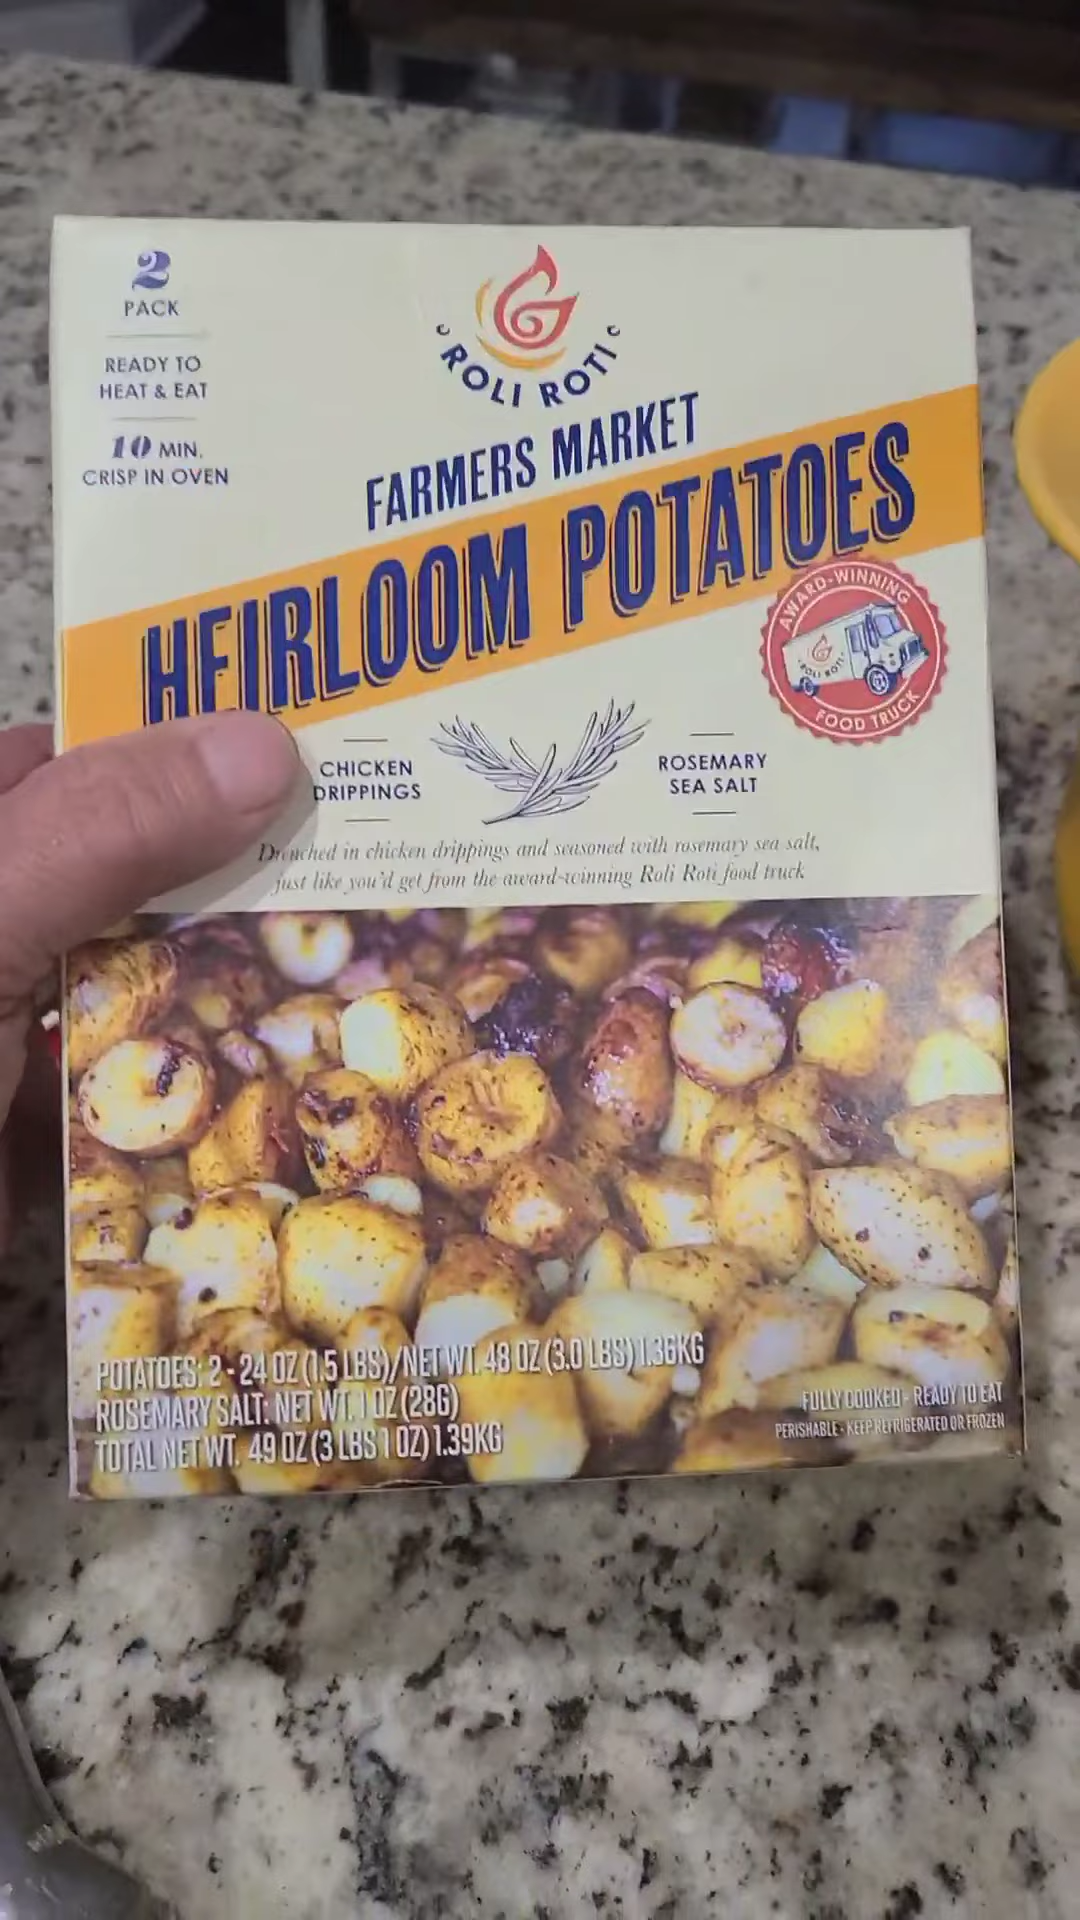 2
PACK
READY TO
HEAT & EAT
10 MIN.
CRISP IN OVEN
ROLI ROTI
FARMERS MARKET
HEIRLOOM POTATOES
AWARD-WINNING
ROLI ROTI
FOOD TRUCK
CHICKEN
DRIPPINGS
ROSEMARY
SEA SALT
Drenched in chicken drippings and seasoned with rosemary sea salt,
just like you'd get from the award-winning Roli Roti food truck
POTATOES: 2 - 24 OZ (1.5 LBS)/NET WT. 48 OZ (3.0 LBS) 1.36KG
ROSEMARY SALT: NET WT. 1 OZ (28G)
TOTAL NET WT. 49 OZ (3 LBS 1 OZ) 1.39KG
FULLY COOKED - READY TO EAT
PERISHABLE - KEEP REFRIGERATED OR FROZEN